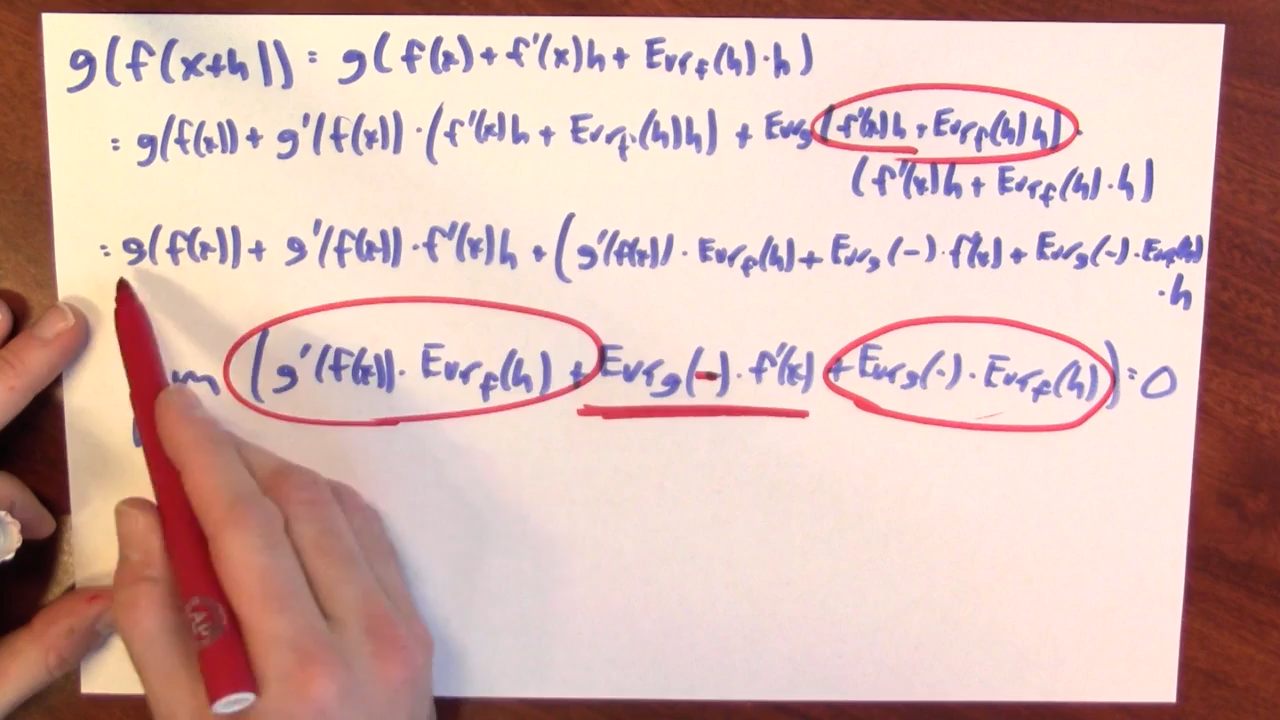 g(f(x+h)) = g(f(x) + f'(x)h + Err_f(h)·h)
= g(f(x)) + g'(f(x)) · (f'(x)h + Err_f(h)h) + Err_g(f'(x)h + Err_f(h)h)·
(f'(x)h + Err_f(h)·h)
= g(f(x)) + g'(f(x)) · f'(x)h + (g'(f(x)) · Err_f(h) + Err_g(-) · f'(x) + Err_g(-) · Err_f(h))
·h
(g'(f(x)) · Err_f(h) + Err_g(-) · f'(x) + Err_g(-) · Err_f(h)) = 0